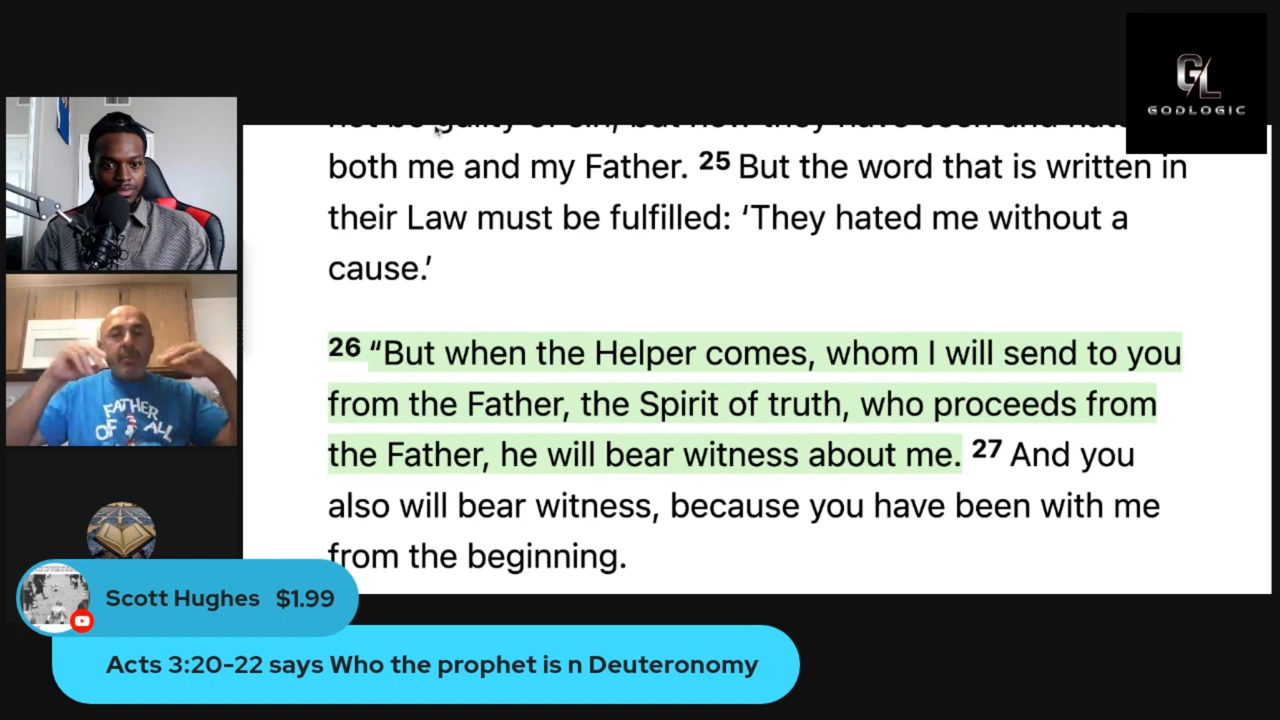 GL
GODLOGIC
both me and my Father. 25 But the word that is written in
their Law must be fulfilled: ‘They hated me without a
cause.’
26 “But when the Helper comes, whom I will send to you
from the Father, the Spirit of truth, who proceeds from
the Father, he will bear witness about me. 27 And you
also will bear witness, because you have been with me
from the beginning.
FATHER
OF ALL
Scott Hughes $1.99
Acts 3:20-22 says Who the prophet is n Deuteronomy